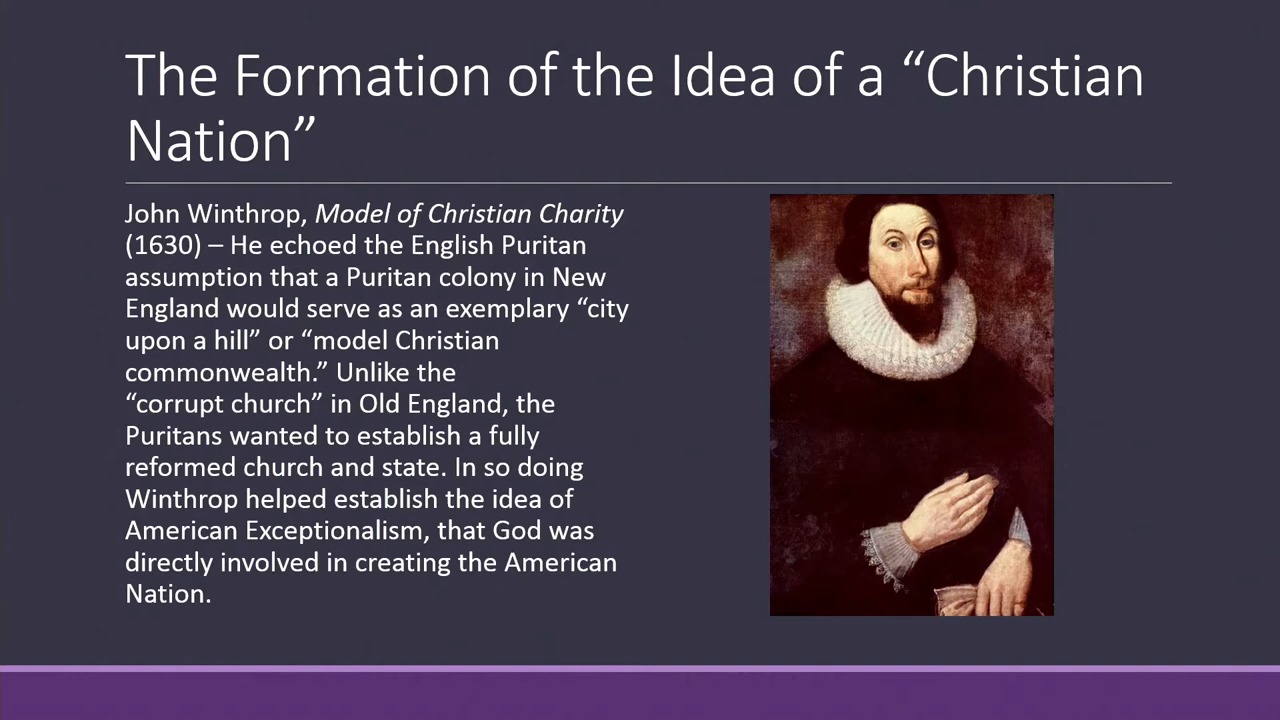 The Formation of the Idea of a “Christian
Nation”
John Winthrop, Model of Christian Charity
(1630) – He echoed the English Puritan
assumption that a Puritan colony in New
England would serve as an exemplary “city
upon a hill” or “model Christian
commonwealth.” Unlike the
“corrupt church” in Old England, the
Puritans wanted to establish a fully
reformed church and state. In so doing
Winthrop helped establish the idea of
American Exceptionalism, that God was
directly involved in creating the American
Nation.